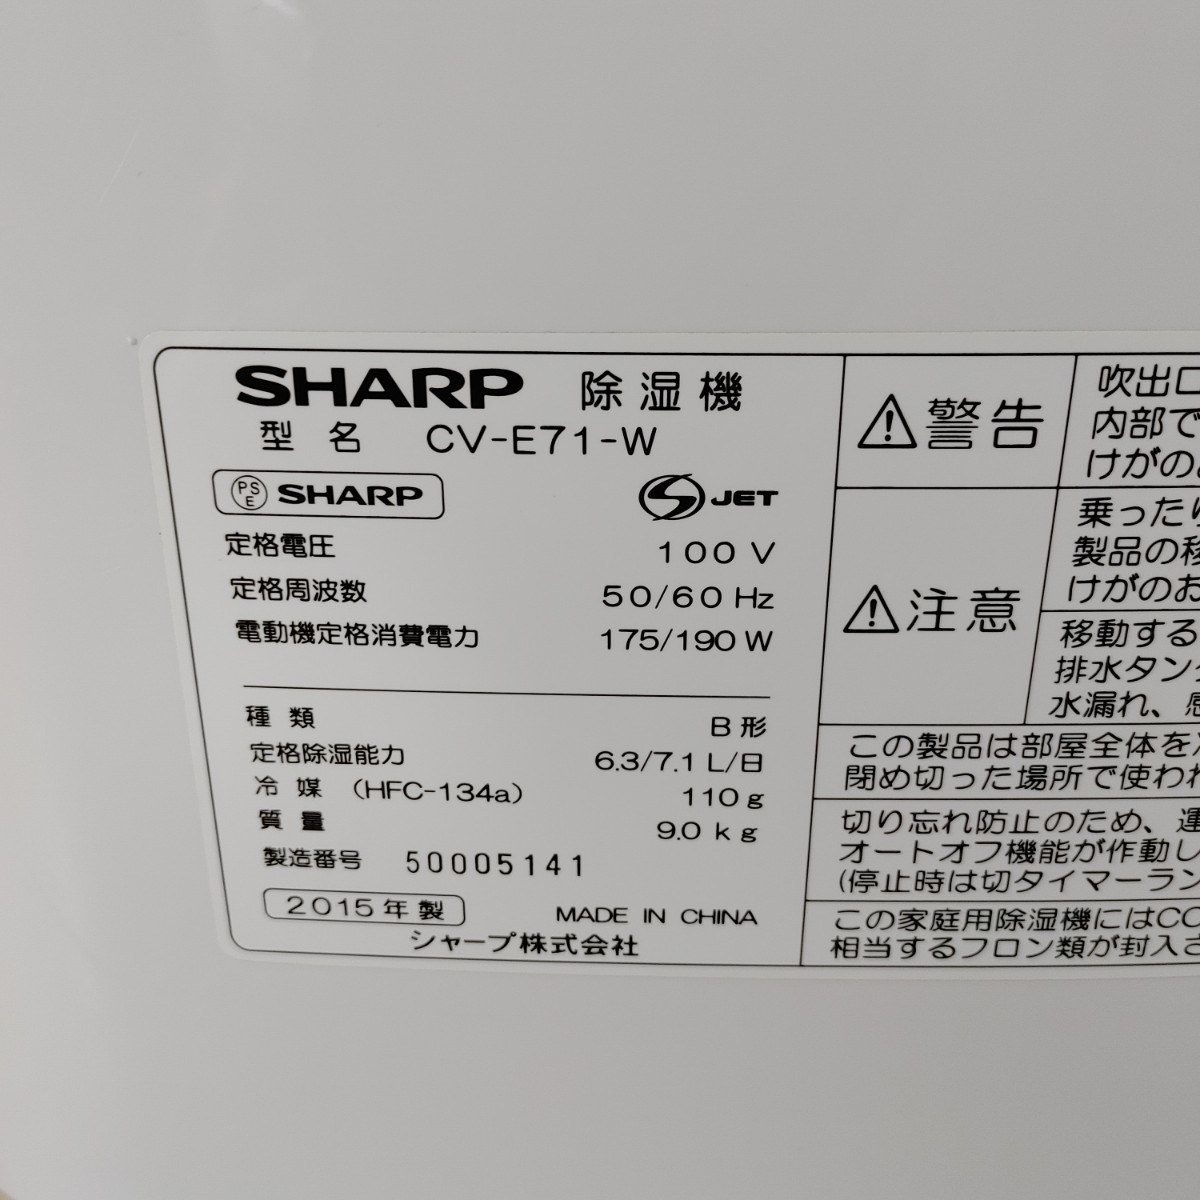 SHARP 除湿機
型名 CV-E71-W
PSE SHARP
S JET
定格電圧 100 V
定格周波数 50/60 Hz
電動機定格消費電力 175/190 W
種類 B形
定格除湿能力 6.3/7.1 L/日
冷媒 (HFC-134a) 110 g
質量 9.0 kg
製造番号 50005141
2015年製 MADE IN CHINA
シャープ株式会社
⚠警告
吹出口
内部で
けがの
⚠注意
乗った
製品の移
けがのお
移動する
排水タン
水漏れ、
この製品は部屋全体を
閉め切った場所で使わ
切り忘れ防止のため、運
オートオフ機能が作動し
(停止時は切タイマーラン
この家庭用除湿機にはCO
相当するフロン類が封入さ